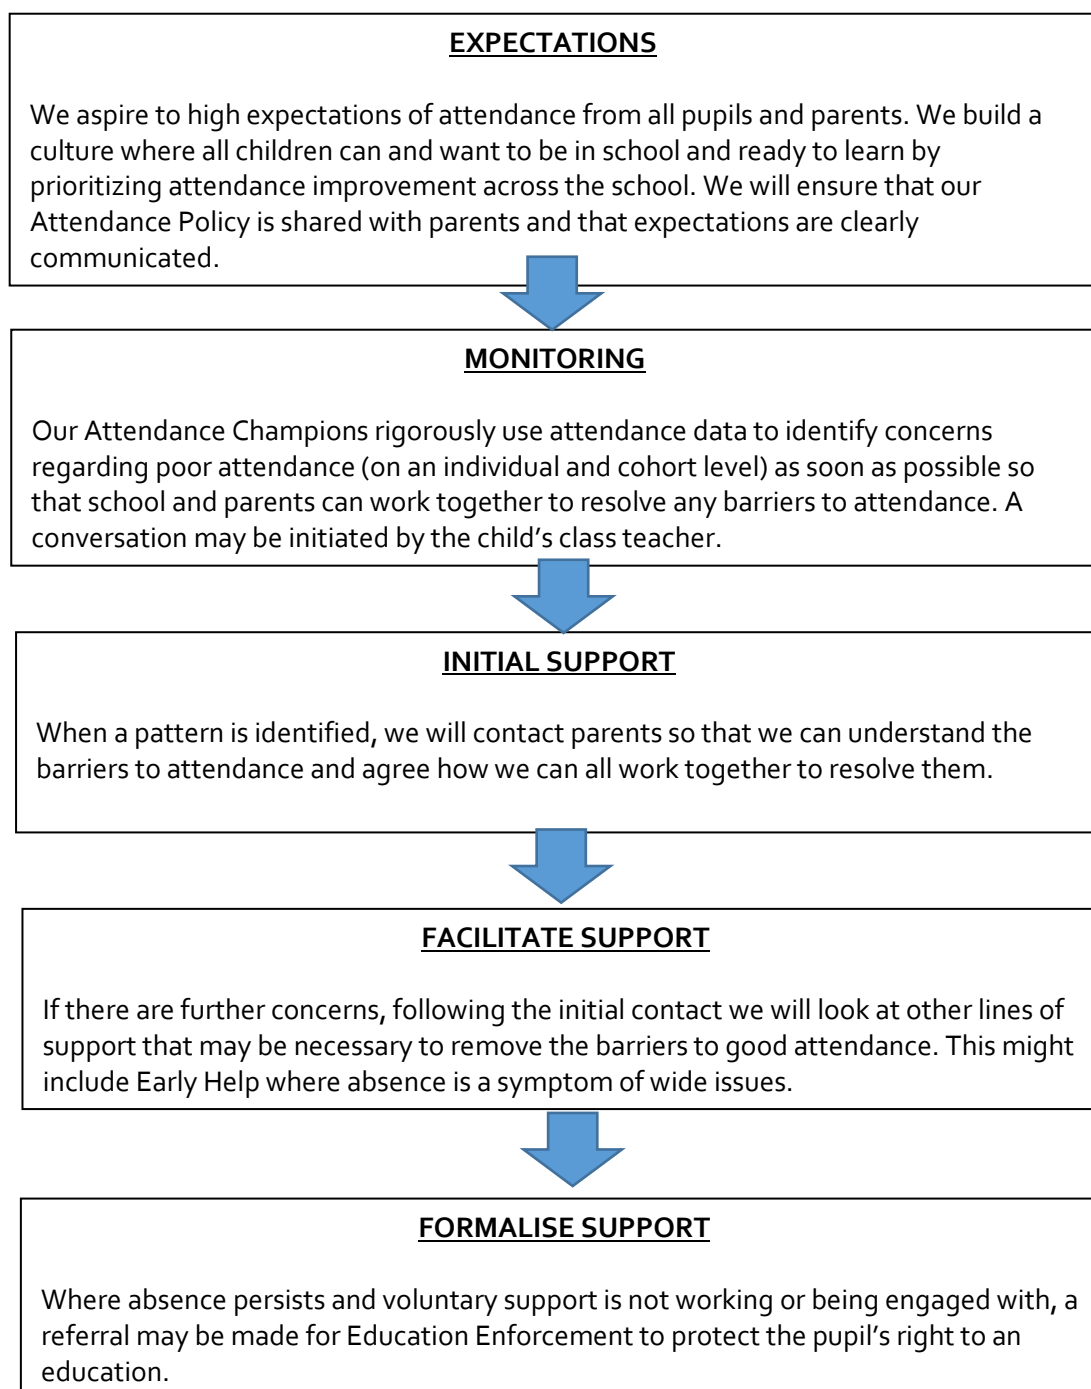 EXPECTATIONS
We aspire to high expectations of attendance from all pupils and parents. We build a
culture where all children can and want to be in school and ready to learn by
prioritizing attendance improvement across the school. We will ensure that our
Attendance Policy is shared with parents and that expectations are clearly
communicated.
MONITORING
Our Attendance Champions rigorously use attendance data to identify concerns
regarding poor attendance (on an individual and cohort level) as soon as possible so
that school and parents can work together to resolve any barriers to attendance. A
conversation may be initiated by the child’s class teacher.
INITIAL SUPPORT
When a pattern is identified, we will contact parents so that we can understand the
barriers to attendance and agree how we can all work together to resolve them.
FACILITATE SUPPORT
If there are further concerns, following the initial contact we will look at other lines of
support that may be necessary to remove the barriers to good attendance. This might
include Early Help where absence is a symptom of wide issues.
FORMALISE SUPPORT
Where absence persists and voluntary support is not working or being engaged with, a
referral may be made for Education Enforcement to protect the pupil’s right to an
education.